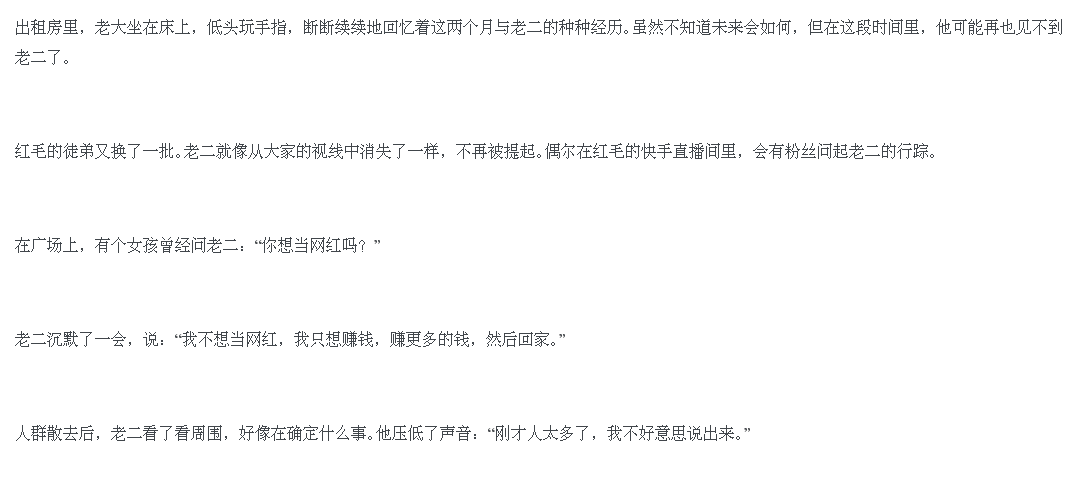 出租房里，老大坐在床上，低头玩手指，断断续续地回忆着这两个月与老二的种种经历。虽然不知道未来会如何，但在这段时间里，他可能再也见不到
老二了。
红毛的徒弟又换了一批。老二就像从大家的视线中消失了一样，不再被提起。偶尔在红毛的快手直播间里，会有粉丝问起老二的行踪。
在广场上，有个女孩曾经问老二：“你想当网红吗？”
老二沉默了一会，说：“我不想当网红，我只想赚钱，赚更多的钱，然后回家。”
人群散去后，老二看了看周围，好像在确定什么事。他压低了声音：“刚才人太多了，我不好意思说出来。”